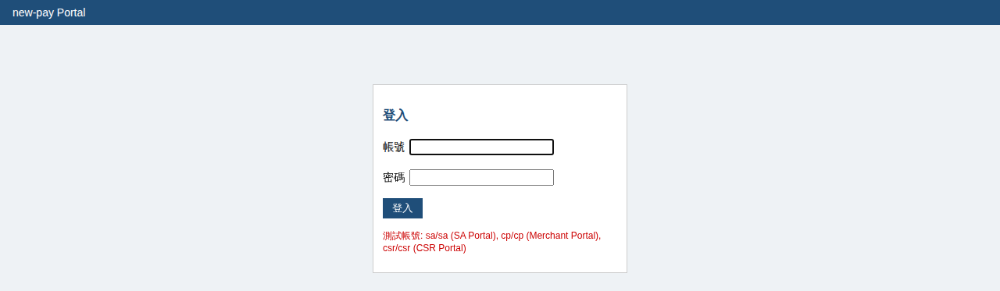 new-pay Portal
登入
帳號
密碼
登入
測試帳號: sa/sa (SA Portal), cp/cp (Merchant Portal),
csr/csr (CSR Portal)